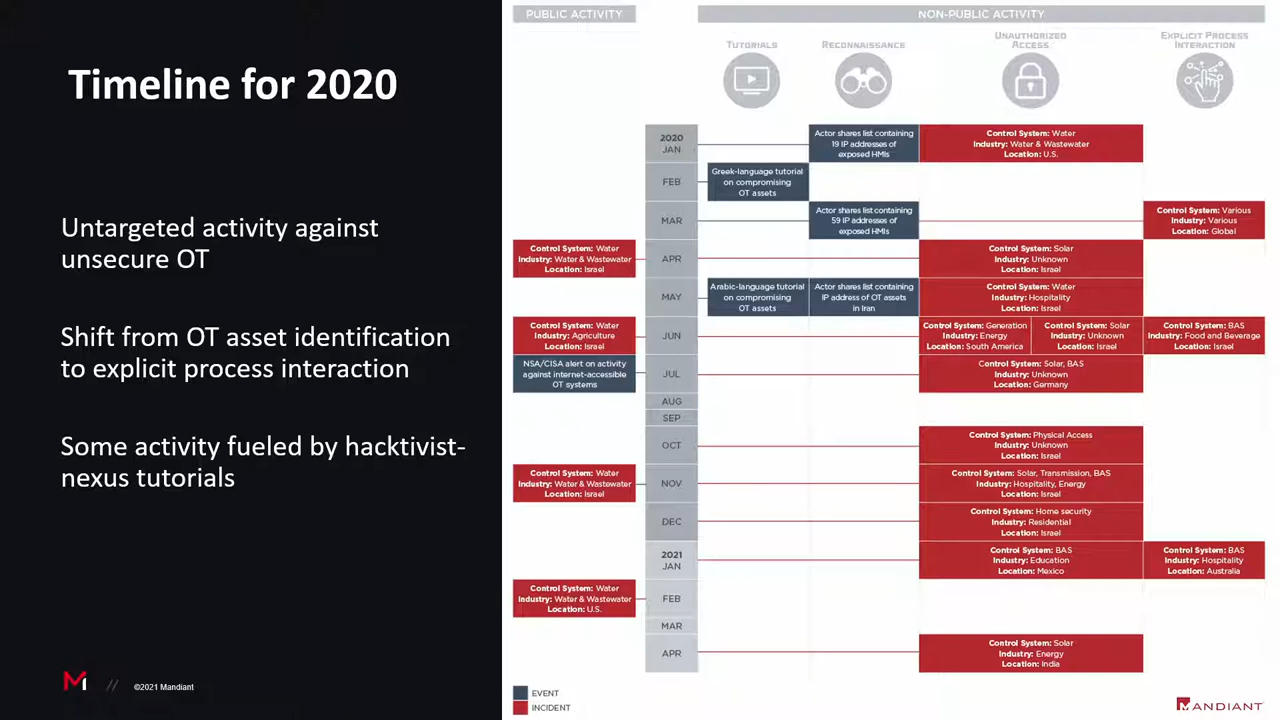 Timeline for 2020
Untargeted activity against
unsecure OT
Shift from OT asset identification
to explicit process interaction
Some activity fueled by hacktivist-
nexus tutorials
©2021 Mandiant
PUBLIC ACTIVITY
NON-PUBLIC ACTIVITY
TUTORIALS
RECONNAISSANCE
UNAUTHORIZED
ACCESS
EXPLICIT PROCESS
INTERACTION
2020
JAN
Actor shares list containing
19 IP addresses of
exposed HMIs
Control System: Water
Industry: Water & Wastewater
Location: U.S.
FEB
Greek-language tutorial
on compromising
OT assets
MAR
Actor shares list containing
59 IP addresses of
exposed HMIs
Control System: Various
Industry: Various
Location: Global
Control System: Water
Industry: Water & Wastewater
Location: Israel
APR
Control System: Solar
Industry: Unknown
Location: Israel
MAY
Arabic-language tutorial
on compromising
OT assets
Actor shares list containing
IP address of OT assets
in Iran
Control System: Water
Industry: Hospitality
Location: Israel
Control System: Water
Industry: Agriculture
Location: Israel
JUN
Control System: Generation
Industry: Energy
Location: South America
Control System: Solar
Industry: Unknown
Location: Israel
Control System: BAS
Industry: Food and Beverage
Location: Israel
NSA/CISA alert on activity
against internet-accessible
OT systems
JUL
Control System: Solar, BAS
Industry: Unknown
Location: Germany
AUG
SEP
OCT
Control System: Physical Access
Industry: Unknown
Location: Israel
Control System: Water
Industry: Water & Wastewater
Location: Israel
NOV
Control System: Solar, Transmission, BAS
Industry: Hospitality, Energy
Location: Israel
DEC
Control System: Home security
Industry: Residential
Location: Israel
2021
JAN
Control System: BAS
Industry: Education
Location: Mexico
Control System: BAS
Industry: Hospitality
Location: Australia
Control System: Water
Industry: Water & Wastewater
Location: U.S.
FEB
MAR
APR
Control System: Solar
Industry: Energy
Location: India
EVENT
INCIDENT
MANDIANT